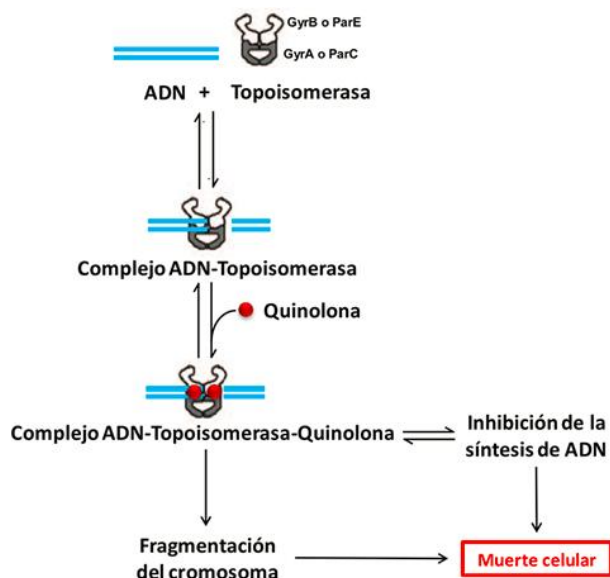 GyrB o ParE
GyrA o ParC
ADN + Topoisomerasa
Complejo ADN-Topoisomerasa
Quinolona
Complejo ADN-Topoisomerasa-Quinolona
Inhibición de la
síntesis de ADN
Fragmentación
del cromosoma
Muerte celular